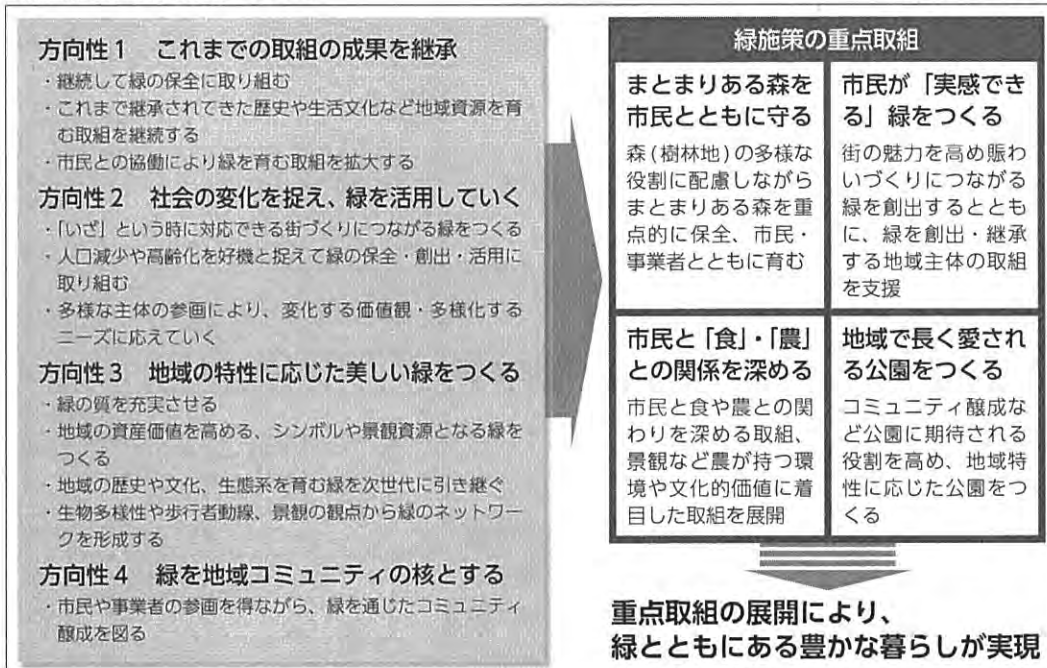 方向性1 これまでの取組の成果を継承
・継続して緑の保全に取り組む
・これまで継承されてきた歴史や生活文化など地域資源を育
む取組を継続する
・市民との協働により緑を育む取組を拡大する
方向性2 社会の変化を捉え、緑を活用していく
・「いざ」という時に対応できる街づくりにつながる緑をつくる
・人口減少や高齢化を好機と捉えて緑の保全・創出・活用に
取り組む
・多様な主体の参画により、変化する価値観・多様化する
ニーズに応えていく
方向性3 地域の特性に応じた美しい緑をつくる
・緑の質を充実させる
・地域の資産価値を高める、シンボルや景観資源となる緑を
つくる
・地域の歴史や文化、生態系を育む緑を次世代に引き継ぐ
・生物多様性や歩行者動線、景観の観点から緑のネットワー
クを形成する
方向性4 緑を地域コミュニティの核とする
・市民や事業者の参画を得ながら、緑を通じたコミュニティ
醸成を図る
緑施策の重点取組
まとまりある森を
市民とともに守る
森(樹林地)の多様な
役割に配慮しながら
まとまりある森を重
点的に保全、市民・
事業者とともに育む
市民が「実感でき
る」緑をつくる
街の魅力を高め賑わ
いづくりにつながる
緑を創出するととも
に、緑を創出・継承
する地域主体の取組
を支援
市民と「食」・「農」
との関係を深める
市民と食や農との関
わりを深める取組、
景観など農が持つ環
境や文化的価値に着
目した取組を展開
地域で長く愛され
る公園をつくる
コミュニティ醸成な
ど公園に期待される
役割を高め、地域特
性に応じた公園をつ
くる
重点取組の展開により、
緑とともにある豊かな暮らしが実現